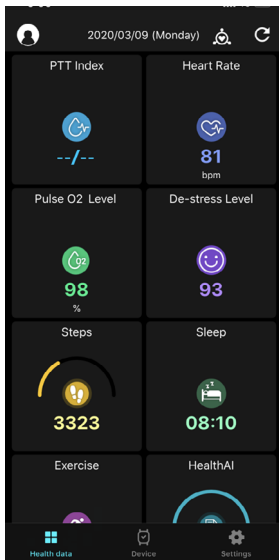 2020/03/09 (Monday)
PTT Index
Heart Rate
--/--
81
bpm
Pulse O2 Level
De-stress Level
O2
98
%
93
Steps
Sleep
3323
08:10
Exercise
HealthAI
Health data
Device
Settings